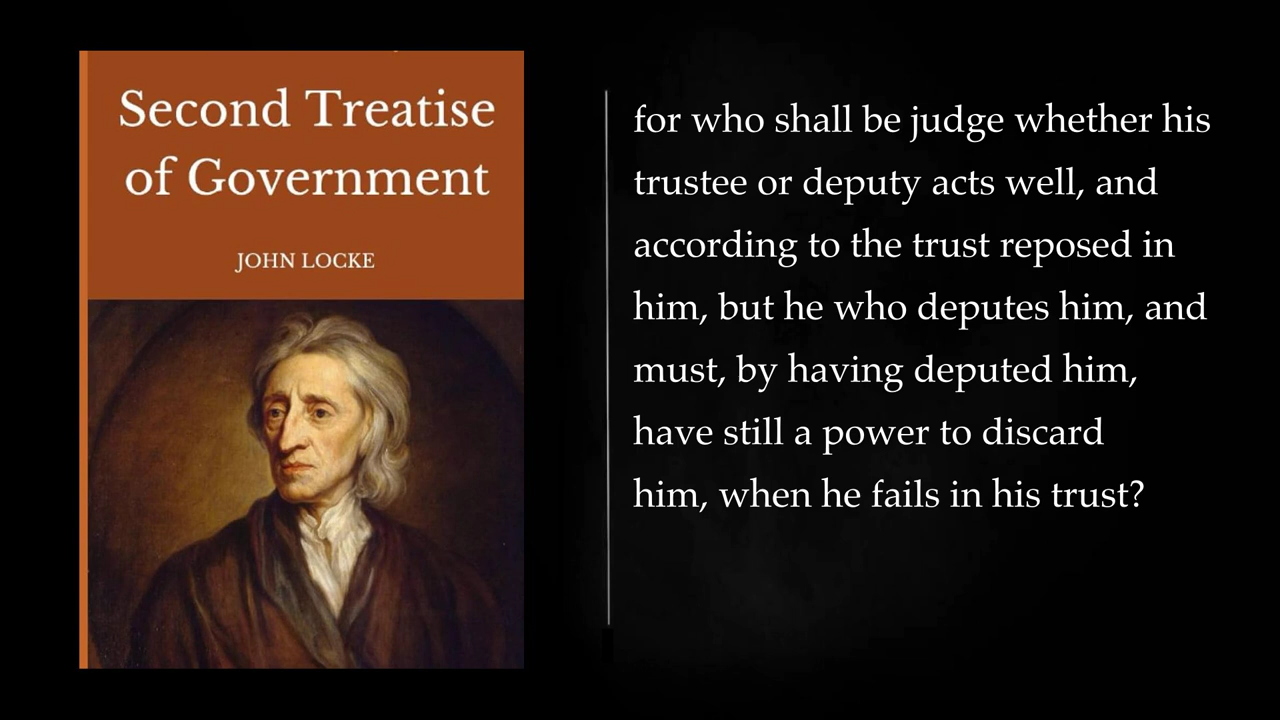 Second Treatise
of Government
JOHN LOCKE
for who shall be judge whether his
trustee or deputy acts well, and
according to the trust reposed in
him, but he who deputes him, and
must, by having deputed him,
have still a power to discard
him, when he fails in his trust?